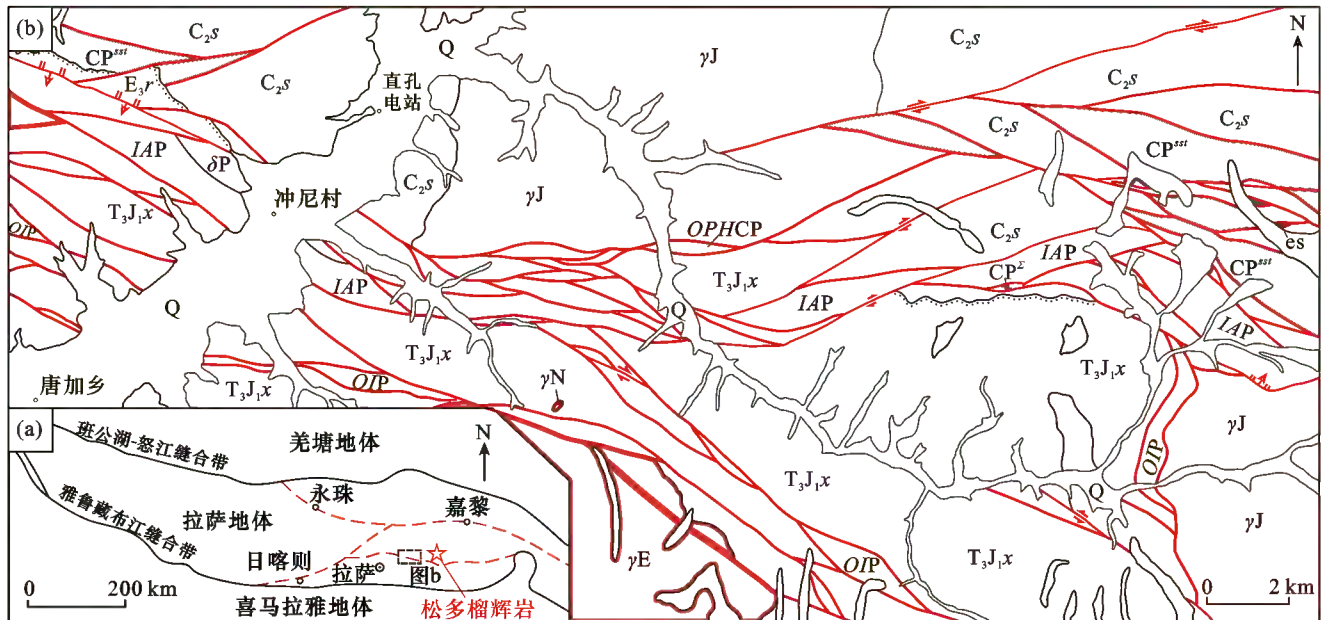 (b)
C₂s
CPˢˢᵗ
E₃r
C₂s
IAP
δP
T₃J₁x
OIP
Q
直孔
电站
冲尼村
C₂s
Q
γJ
γJ
C₂s
N
C₂s
C₂s
CPˢˢᵗ
es
CPˢˢᵗ
OPHCP
C₂s
T₃J₁x
IAP
CP^Σ
IAP
Q
IAP
T₃J₁x
T₃J₁x
OIP
γN
唐加乡
T₃J₁x
γJ
OIP
T₃J₁x
Q
γJ
γE
OIP
T₃J₁x
0 2 km
(a)
班公湖-怒江缝合带
羌塘地体
N
雅鲁藏布江缝合带
拉萨地体
永珠
嘉黎
日喀则
拉萨
图b
0 200 km
喜马拉雅地体
松多榴辉岩